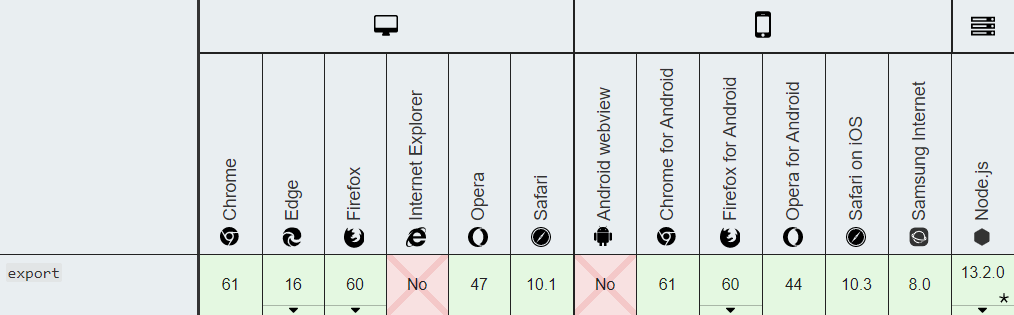 Chrome
Edge
Firefox
Internet Explorer
Opera
Safari
Android webview
Chrome for Android
Firefox for Android
Opera for Android
Safari on iOS
Samsung Internet
Node.js
export
61
16
60
No
47
10.1
No
61
60
44
10.3
8.0
13.2.0
*